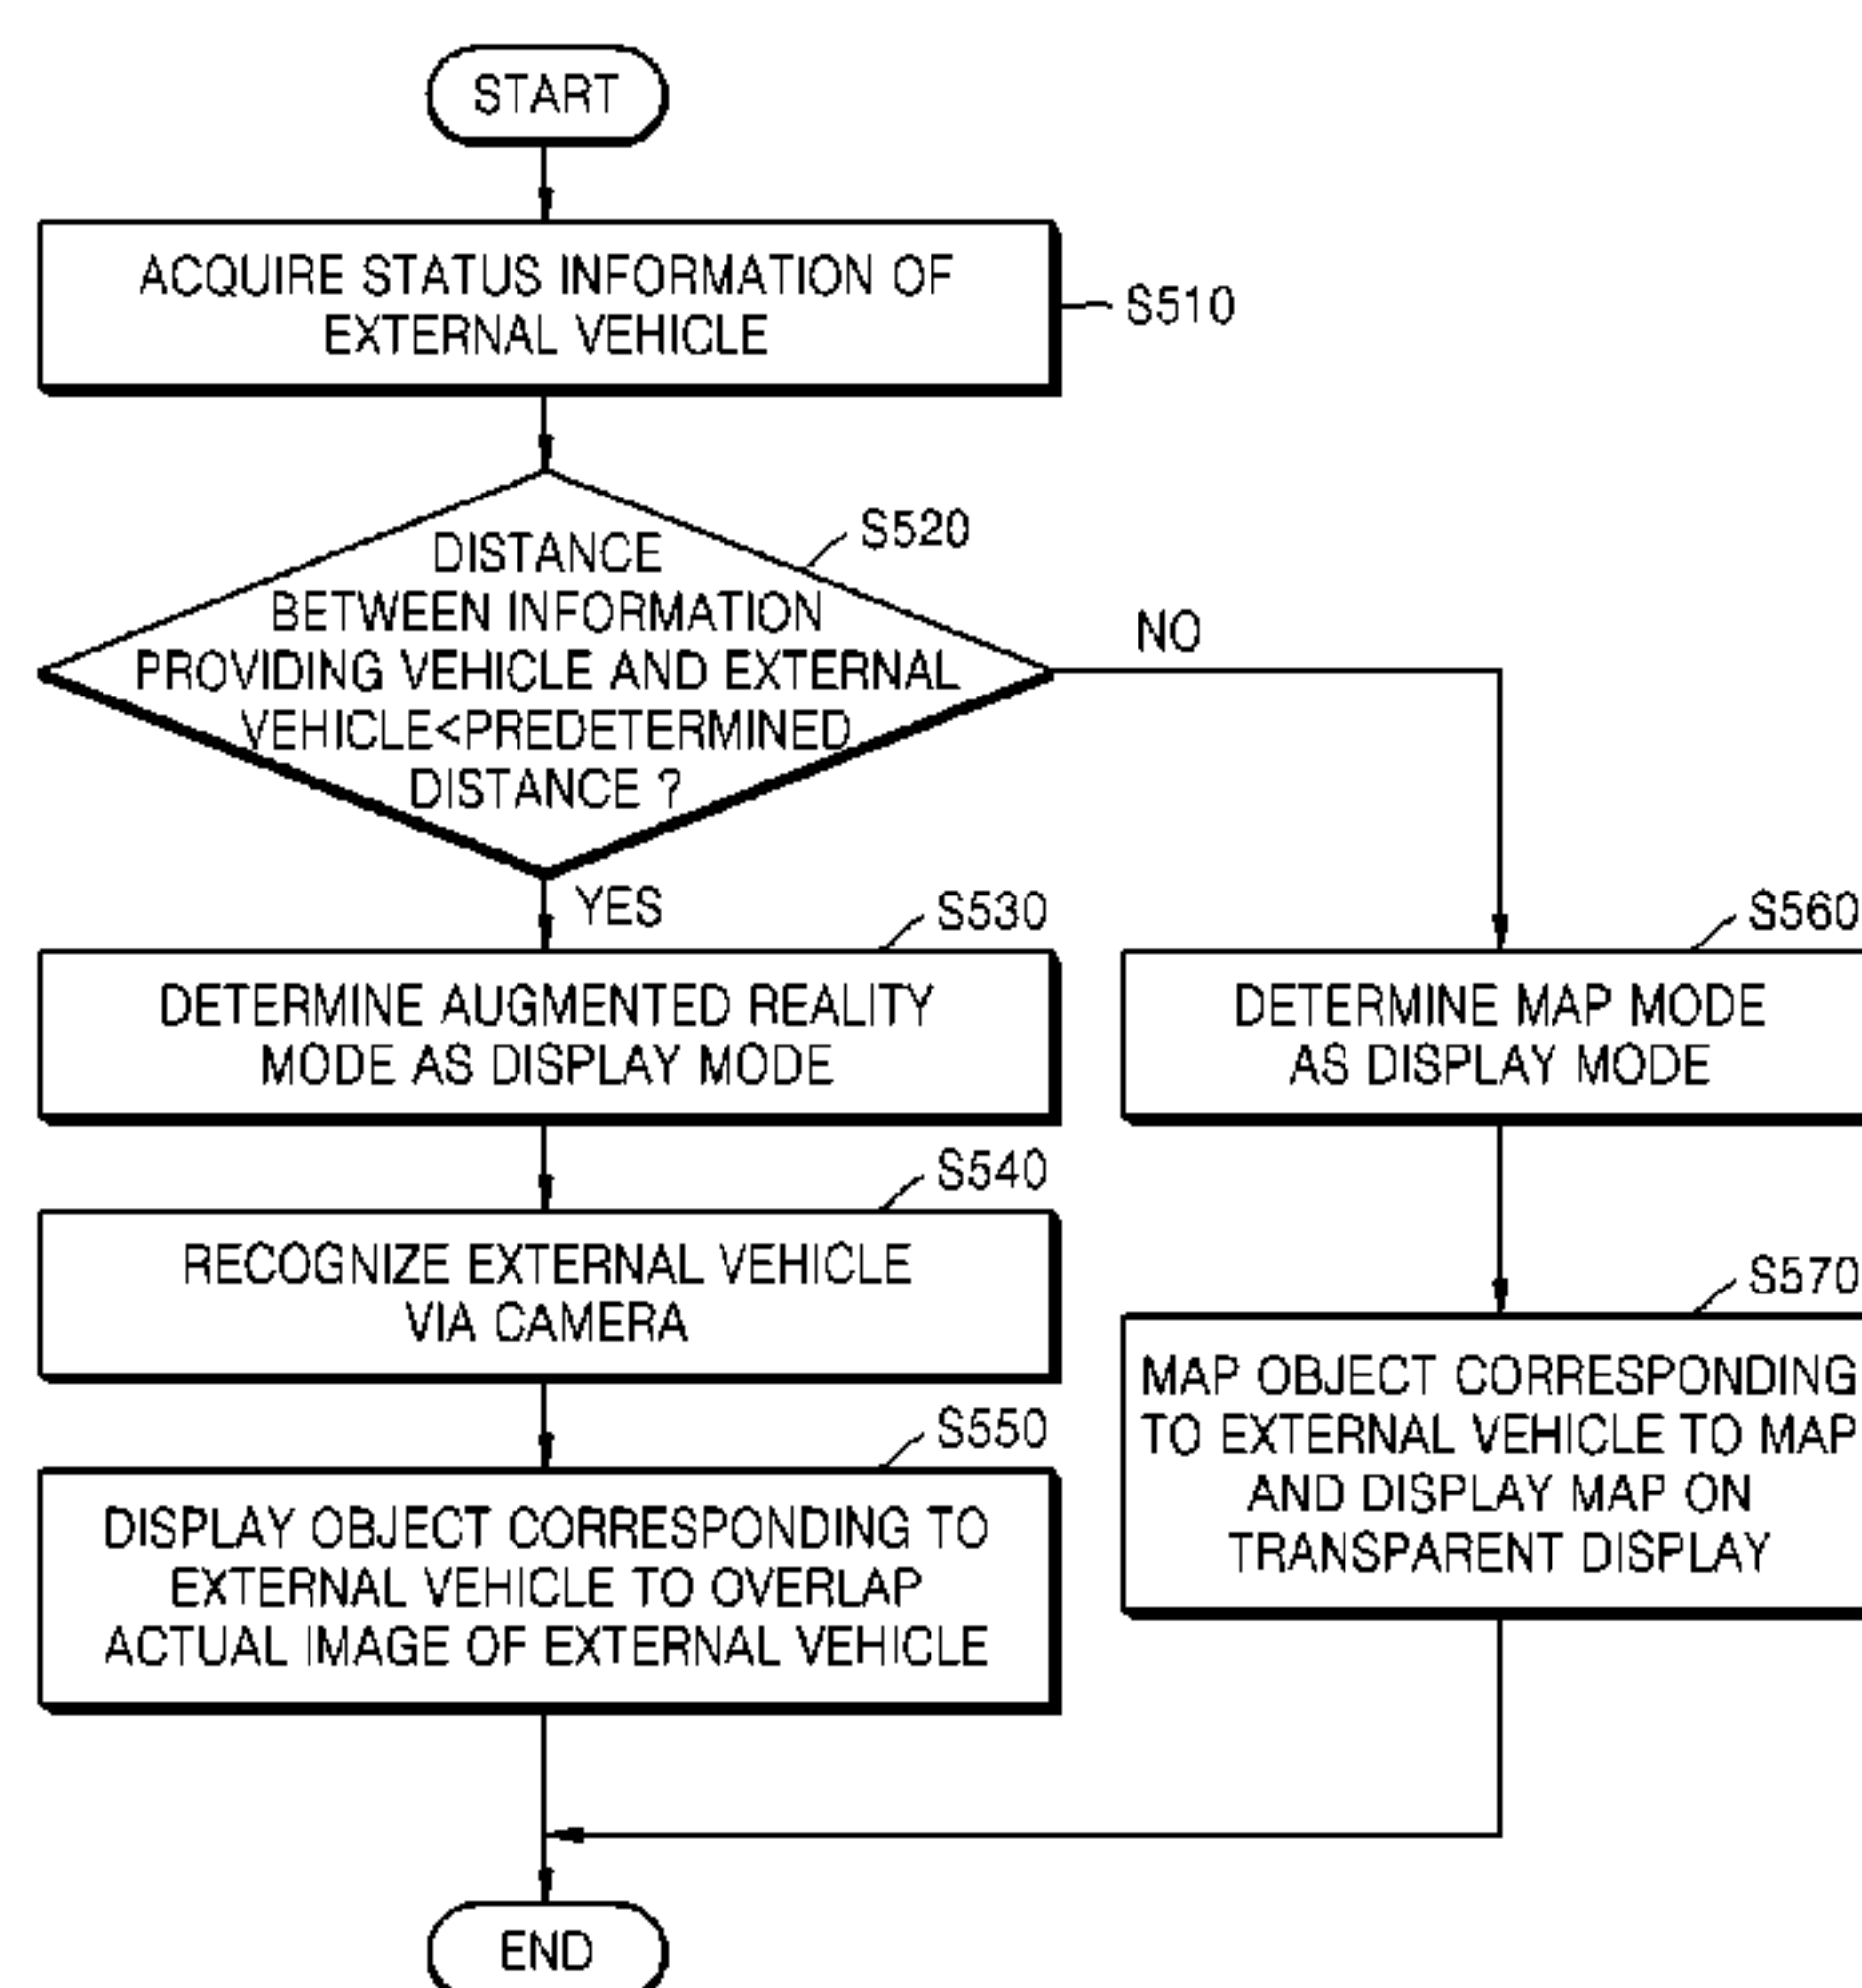 START
ACQUIRE STATUS INFORMATION OF
EXTERNAL VEHICLE
S510
S520
DISTANCE
BETWEEN INFORMATION
PROVIDING VEHICLE AND EXTERNAL
VEHICLE<PREDETERMINED
DISTANCE ?
NO
YES
S530
DETERMINE AUGMENTED REALITY
MODE AS DISPLAY MODE
S540
RECOGNIZE EXTERNAL VEHICLE
VIA CAMERA
S550
DISPLAY OBJECT CORRESPONDING TO
EXTERNAL VEHICLE TO OVERLAP
ACTUAL IMAGE OF EXTERNAL VEHICLE
S560
DETERMINE MAP MODE
AS DISPLAY MODE
S570
MAP OBJECT CORRESPONDING
TO EXTERNAL VEHICLE TO MAP
AND DISPLAY MAP ON
TRANSPARENT DISPLAY
END